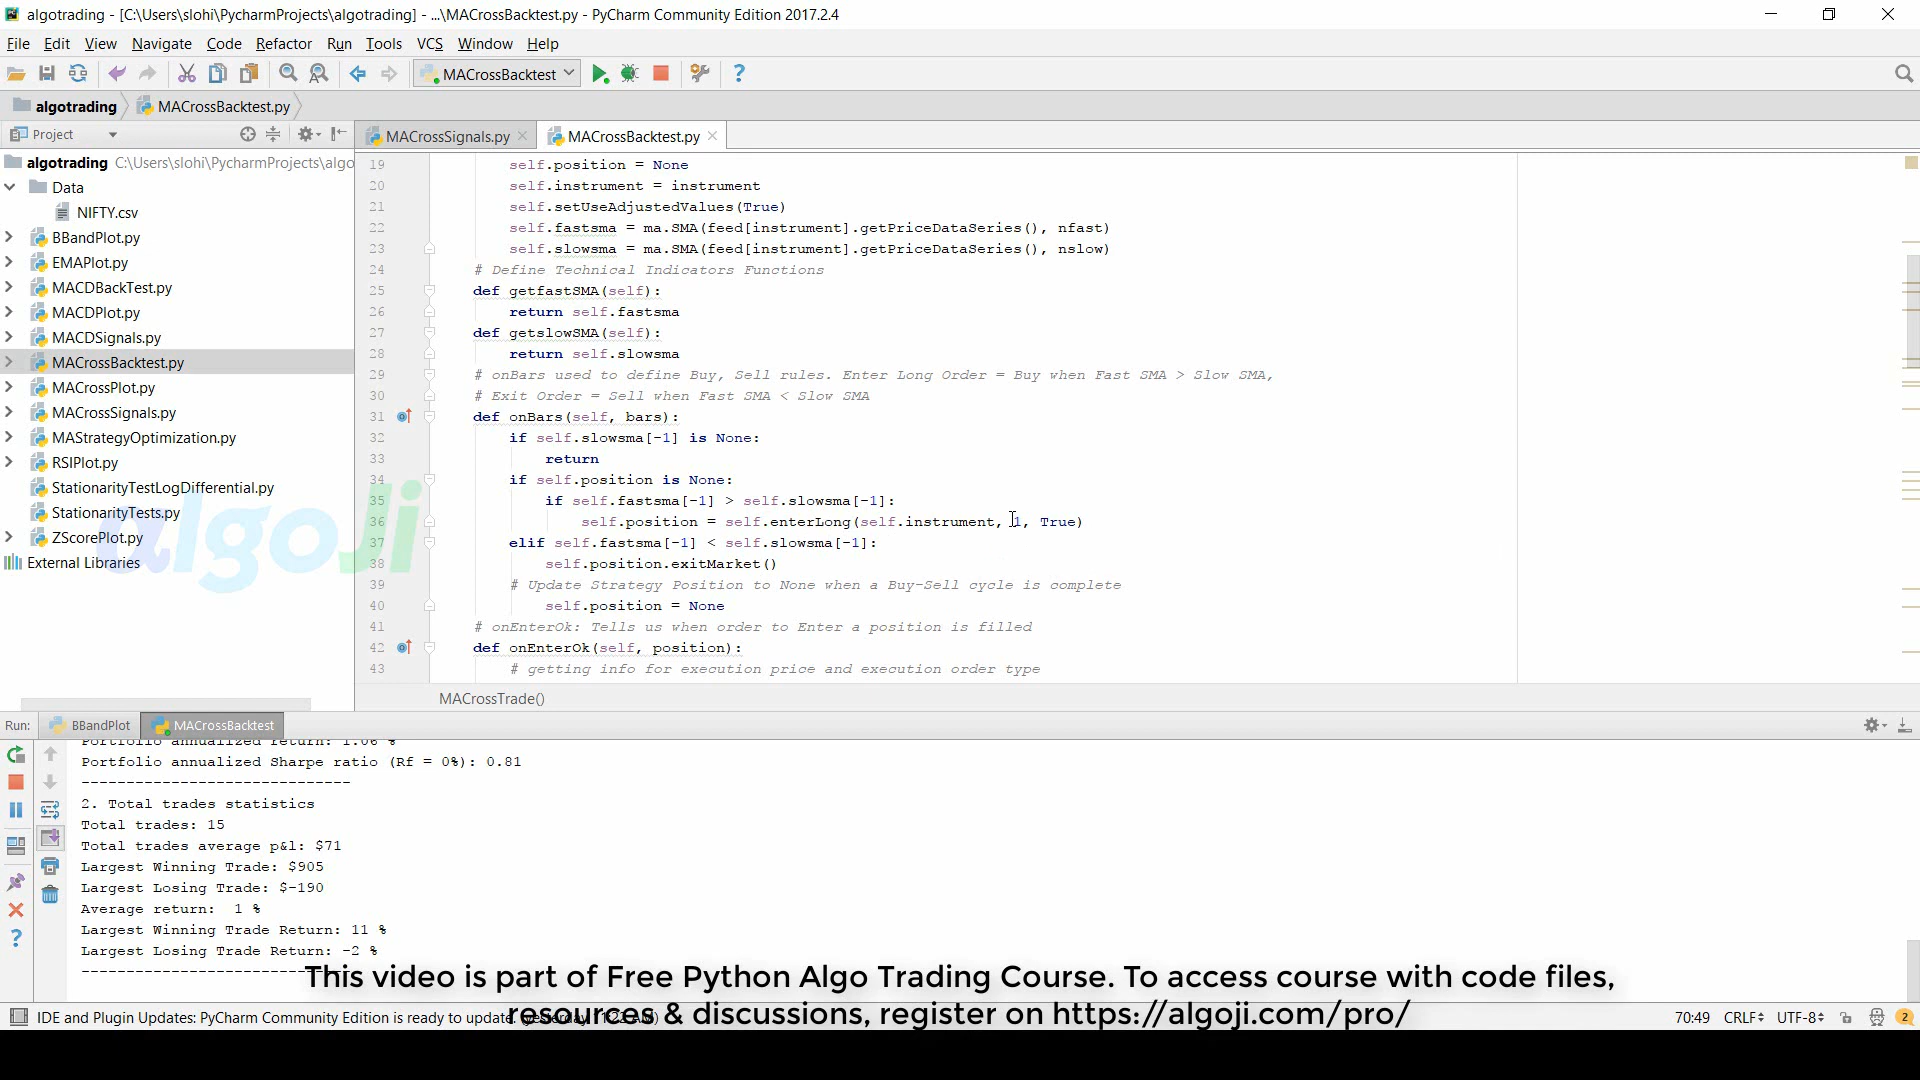 algotrading - [C:\Users\slohi\PycharmProjects\algotrading] - ...\MACrossBacktest.py - PyCharm Community Edition 2017.2.4
File Edit View Navigate Code Refactor Run Tools VCS Window Help
MACrossBacktest
algotrading MACrossBacktest.py
Project
MACrossSignals.py MACrossBacktest.py
algotrading C:\Users\slohi\PycharmProjects\algo
Data
NIFTY.csv
BBandPlot.py
EMAPlot.py
MACDBackTest.py
MACDPlot.py
MACDSignals.py
MACrossBacktest.py
MACrossPlot.py
MACrossSignals.py
MAStrategyOptimization.py
RSIPlot.py
StationarityTestLogDifferential.py
StationarityTests.py
ZScorePlot.py
External Libraries
algoJi
19 self.position = None
20 self.instrument = instrument
21 self.setUseAdjustedValues(True)
22 self.fastsma = ma.SMA(feed[instrument].getPriceDataSeries(), nfast)
23 self.slowsma = ma.SMA(feed[instrument].getPriceDataSeries(), nslow)
24 # Define Technical Indicators Functions
25 def getfastSMA(self):
26 return self.fastsma
27 def getslowSMA(self):
28 return self.slowsma
29 # onBars used to define Buy, Sell rules. Enter Long Order = Buy when Fast SMA > Slow SMA,
30 # Exit Order = Sell when Fast SMA < Slow SMA
31 def onBars(self, bars):
32 if self.slowsma[-1] is None:
33 return
34 if self.position is None:
35 if self.fastsma[-1] > self.slowsma[-1]:
36 self.position = self.enterLong(self.instrument, 1, True)
37 elif self.fastsma[-1] < self.slowsma[-1]:
38 self.position.exitMarket()
39 # Update Strategy Position to None when a Buy-Sell cycle is complete
40 self.position = None
41 # onEnterOk: Tells us when order to Enter a position is filled
42 def onEnterOk(self, position):
43 # getting info for execution price and execution order type
MACrossTrade()
Run: BBandPlot MACrossBacktest
Portfolio annualized return: 1.06 %
Portfolio annualized Sharpe ratio (Rf = 0%): 0.81
------------------------------
2. Total trades statistics
Total trades: 15
Total trades average p&l: $71
Largest Winning Trade: $905
Largest Losing Trade: $-190
Average return: 1 %
Largest Winning Trade Return: 11 %
Largest Losing Trade Return: -2 %
------------------------------
This video is part of Free Python Algo Trading Course. To access course with code files,
resources & discussions, register on https://algoji.com/pro/
IDE and Plugin Updates: PyCharm Community Edition is ready to update.
70:49 CRLF UTF-8 2